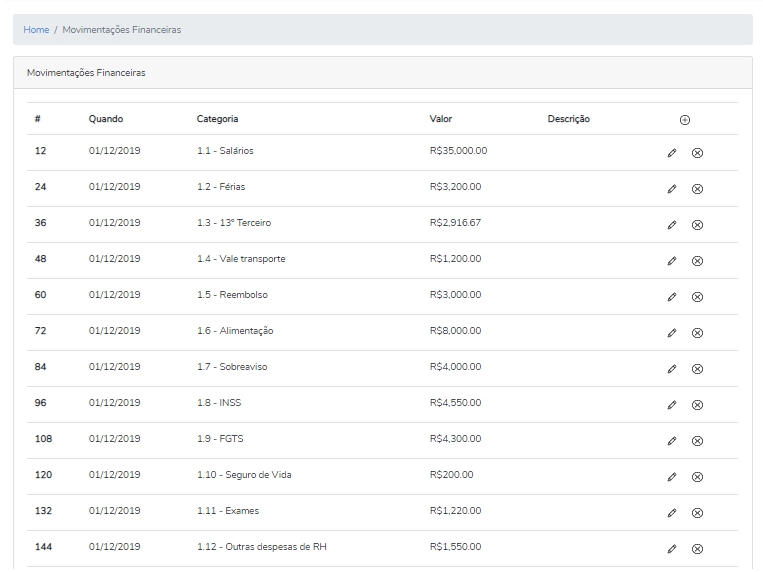 Home / Movimentações Financeiras
Movimentações Financeiras
# Quando Categoria Valor Descrição
12 01/12/2019 1.1 - Salários R$35,000.00
24 01/12/2019 1.2 - Férias R$3,200.00
36 01/12/2019 1.3 - 13º Terceiro R$2,916.67
48 01/12/2019 1.4 - Vale transporte R$1,200.00
60 01/12/2019 1.5 - Reembolso R$3,000.00
72 01/12/2019 1.6 - Alimentação R$8,000.00
84 01/12/2019 1.7 - Sobreaviso R$4,000.00
96 01/12/2019 1.8 - INSS R$4,550.00
108 01/12/2019 1.9 - FGTS R$4,300.00
120 01/12/2019 1.10 - Seguro de Vida R$200.00
132 01/12/2019 1.11 - Exames R$1,220.00
144 01/12/2019 1.12 - Outras despesas de RH R$1,550.00